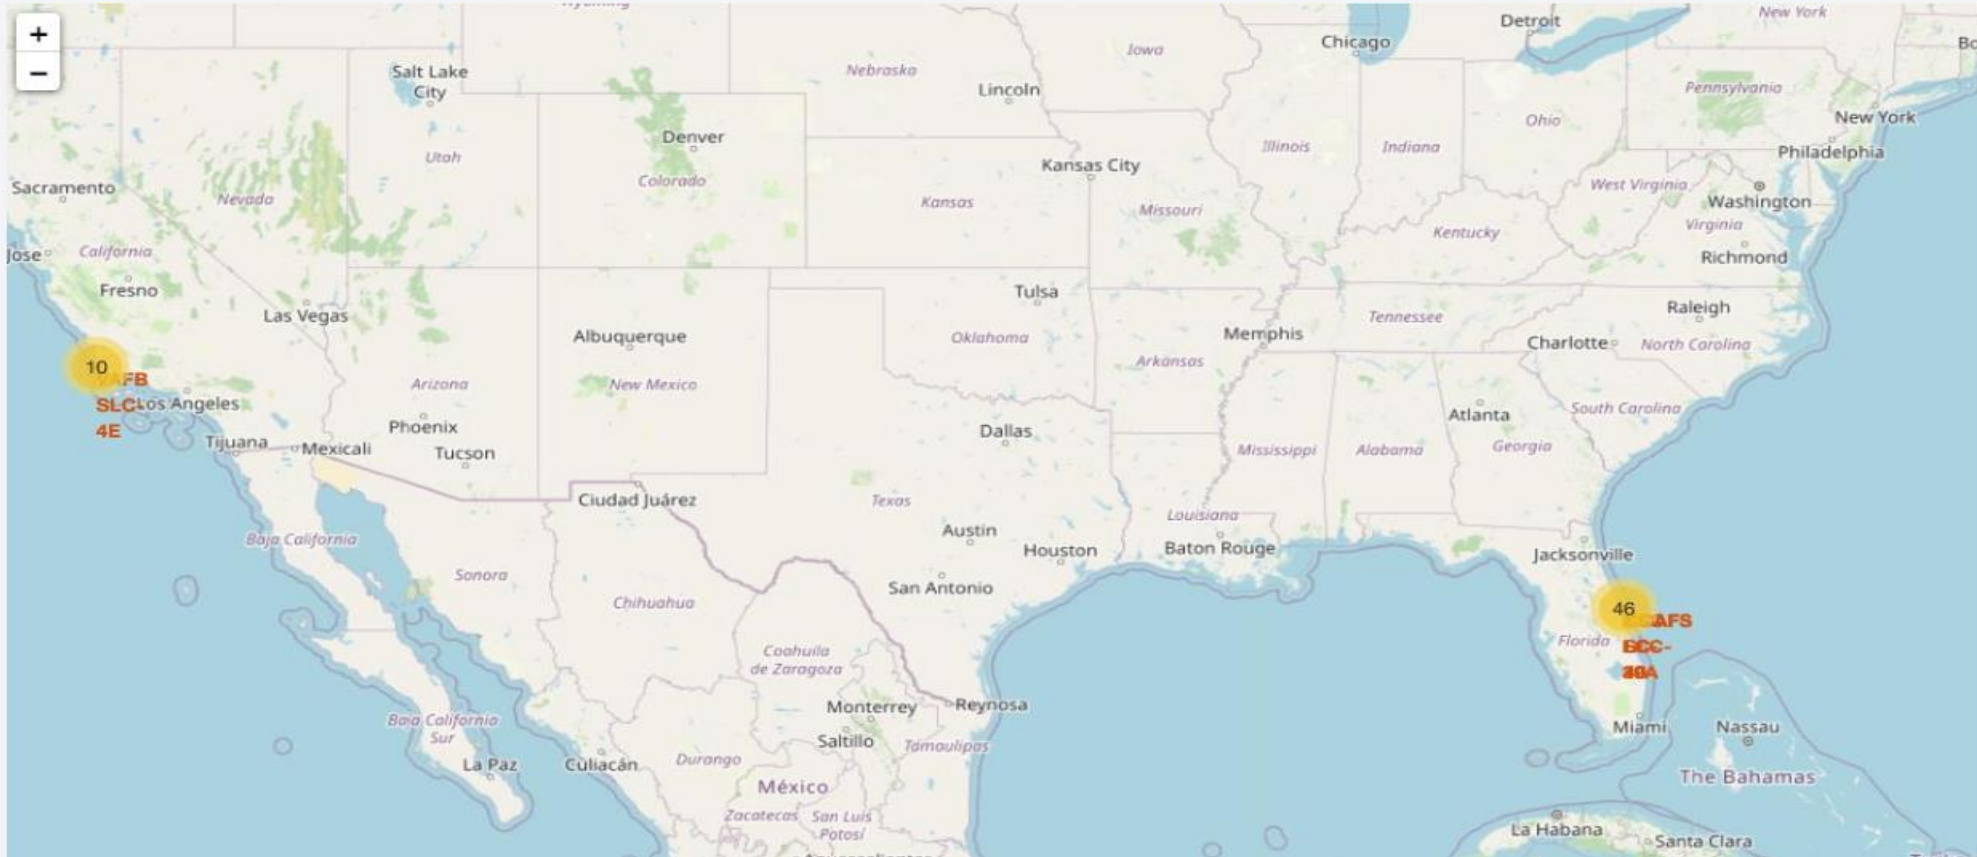 +
−
Wyoming
Detroit
New York
Chicago
Iowa
Salt Lake
City
Nebraska
Lincoln
Pennsylvania
New York
Ohio
Denver
Utah
Illinois
Indiana
Philadelphia
Kansas City
Colorado
Sacramento
Nevada
Kansas
Missouri
West Virginia
Washington
Virginia
Kentucky
California
Jose
Richmond
Fresno
Tulsa
Las Vegas
Raleigh
Tennessee
Albuquerque
Oklahoma
Memphis
Charlotte
North Carolina
Arkansas
10
VAFB
SLC-
4E
Los Angeles
Arizona
New Mexico
Phoenix
Tijuana
Mexicali
Tucson
Dallas
Atlanta
South Carolina
Mississippi
Alabama
Georgia
Ciudad Juárez
Texas
Louisiana
Austin
Houston
Baton Rouge
Jacksonville
Baja California
Sonora
San Antonio
Chihuahua
46
Florida
Coahuila
de Zaragoza
Monterrey
Reynosa
Baja California
Sur
Saltillo
Tamaulipas
Miami
Nassau
La Paz
Culiacán
Durango
México
The Bahamas
Zacatecas
San Luis
Potosí
La Habana
Santa Clara